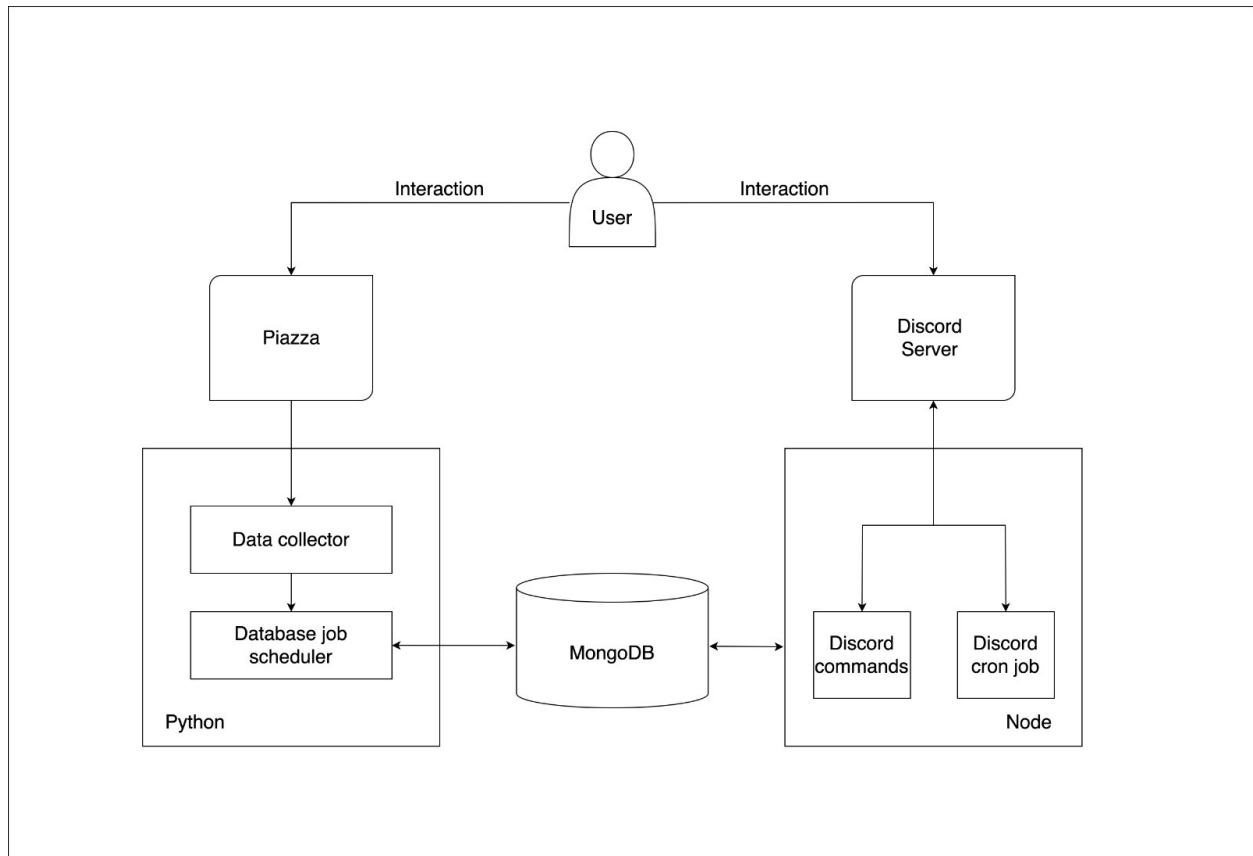 Interaction
Interaction
User
Piazza
Discord
Server
Data collector
Database job
scheduler
MongoDB
Discord
commands
Discord
cron job
Python
Node